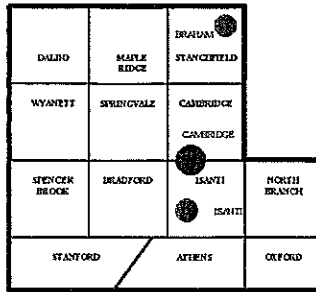 BRAHAM
DALBO MAPLE RIDGE STANCHFIELD
WYANETT SPRINGVALE CAMBRIDGE
CAMBRIDGE
SPENCER BROOK BRADFORD ISANTI NORTH BRANCH
ISANTI
STANFORD ATHENS OXFORD